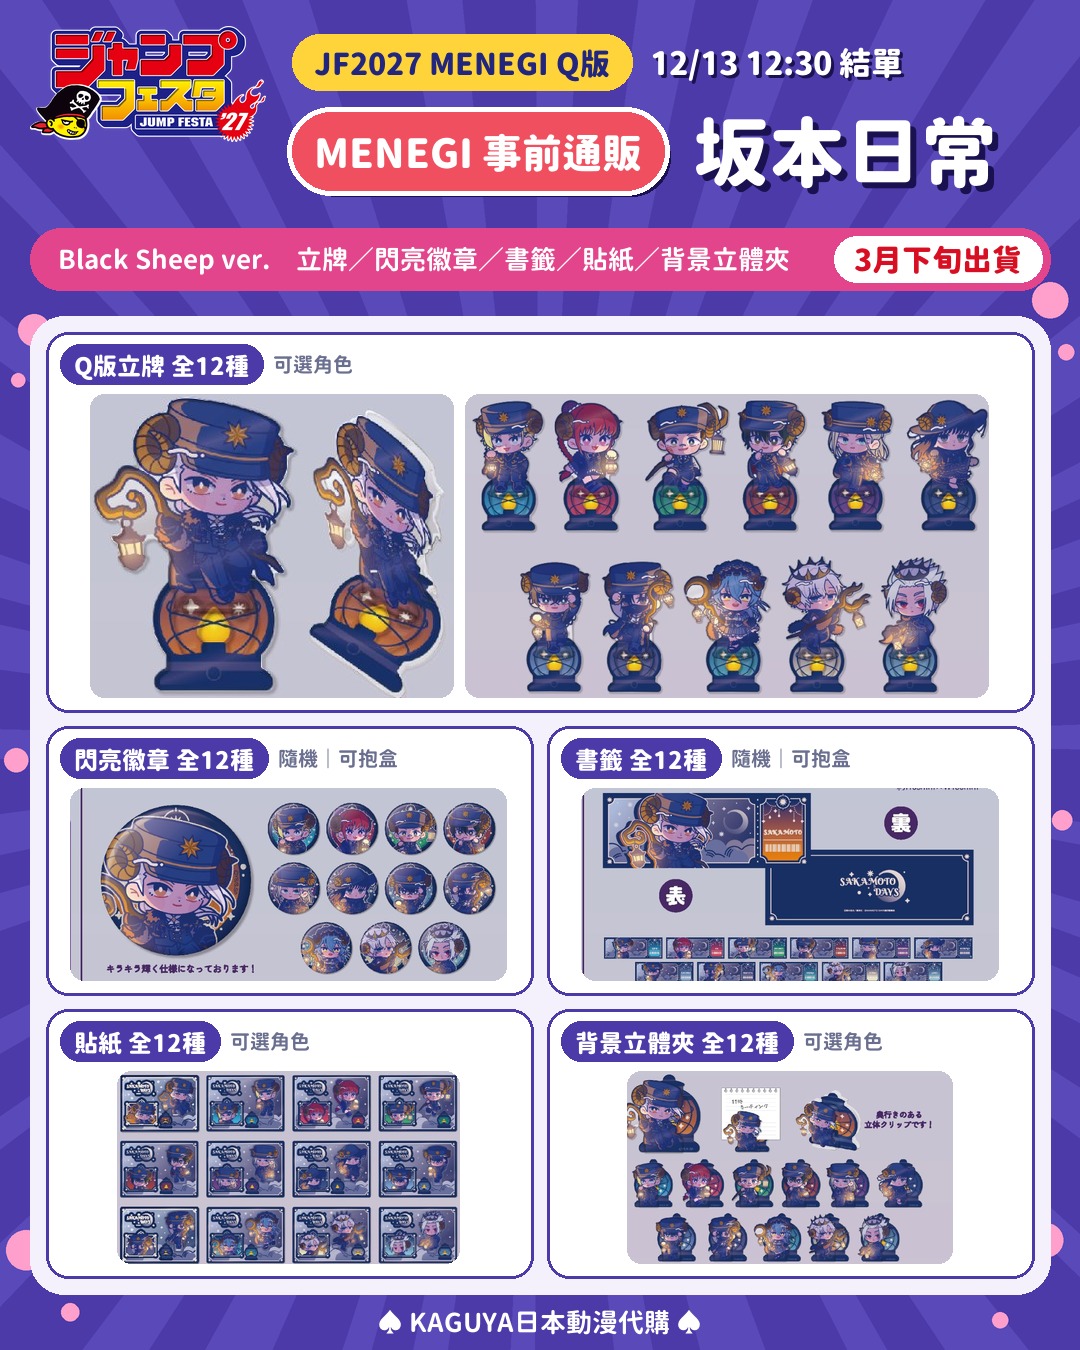 ジャンプ
フェスタ
JUMP FESTA '27
JF2027 MENEGI Q版
12/13 12:30 結單
MENEGI 事前通販
坂本日常
Black Sheep ver. 立牌／閃亮徽章／書籤／貼紙／背景立體夾
3月下旬出貨
Q版立牌 全12種
可選角色
閃亮徽章 全12種
隨機｜可抱盒
キラキラ輝く仕様になっております！
書籤 全12種
隨機｜可抱盒
SAKAMOTO
裏
表
SAKAMOTO
DAYS
貼紙 全12種
可選角色
背景立體夾 全12種
可選角色
奥行きのある
立体クリップです！
♠ KAGUYA日本動漫代購 ♠